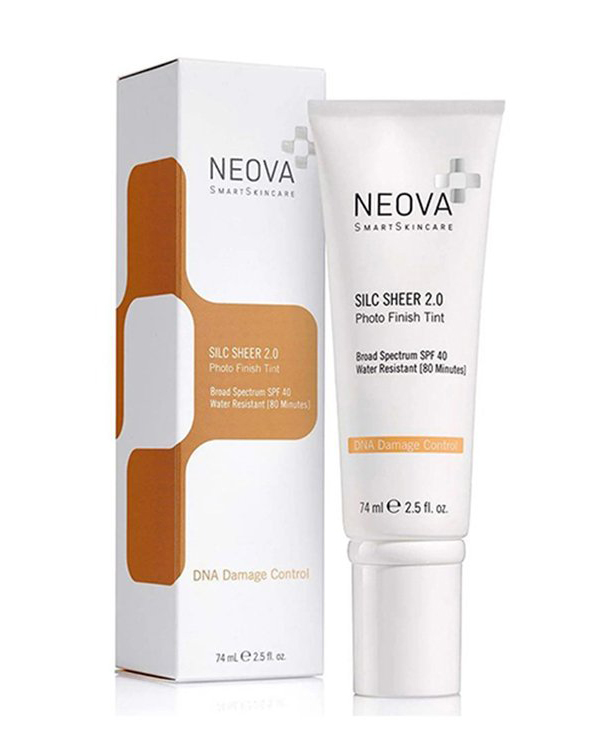 NEOVA
SMARTSKINCARE
SILC SHEER 2.0
Photo Finish Tint
Broad Spectrum SPF 40
Water Resistant [80 Minutes]
DNA Damage Control
74 mL ℮ 2.5 fl. oz.
NEOVA
SMARTSKINCARE
SILC SHEER 2.0
Photo Finish Tint
Broad Spectrum SPF 40
Water Resistant [80 Minutes]
DNA Damage Control
74 ml ℮ 2.5 fl. oz.